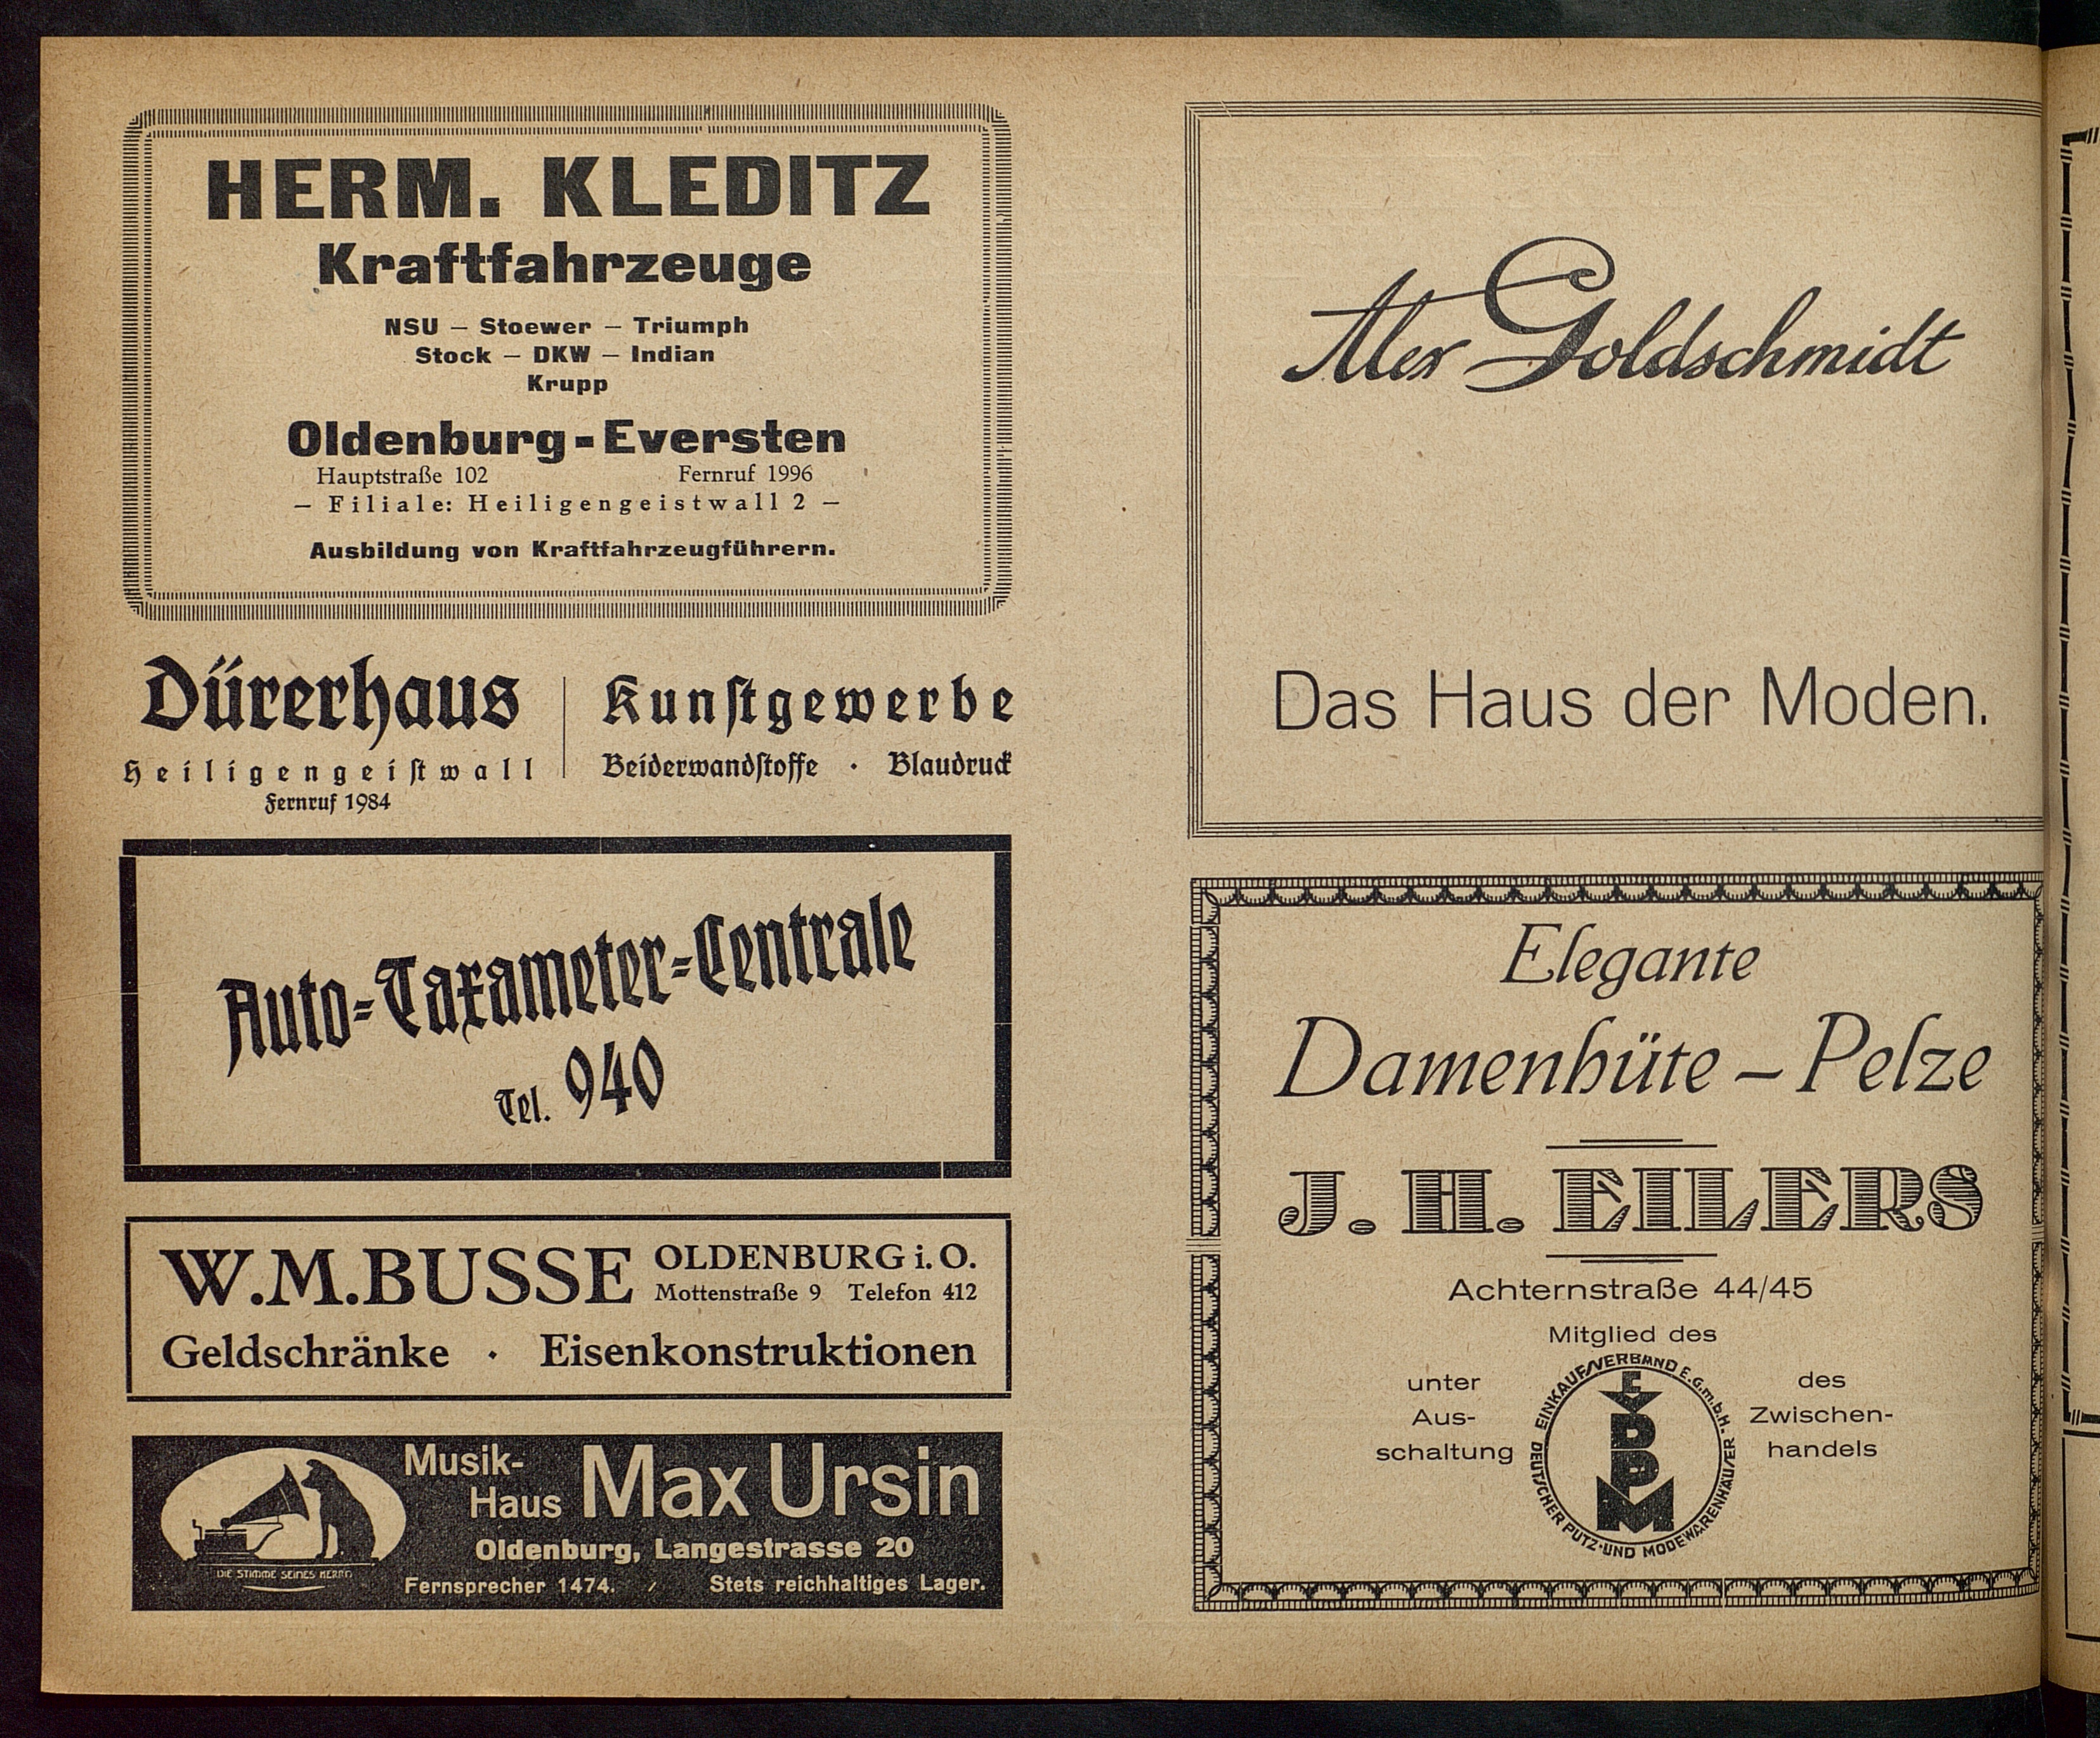 HERM. KLEDITZ
Kraftfahrzeuge
NSU — Stoewer — Triumph
Stock — DKW — Indian
Krupp
Oldenburg-Eversten
Hauptstraße 102 Fernruf 1996
— Filiale: Heiligengeistwall 2 —
Ausbildung von Kraftfahrzeugführern.
Dürerhaus
Heiligengeistwall
Fernruf 1984
Kunstgewerbe
Beiderwandstoffe · Blaudruck
Auto-Taxameter-Centrale
Tel. 940
W.M.BUSSE OLDENBURG i. O.
Mottenstraße 9 Telefon 412
Geldschränke · Eisenkonstruktionen
Musik-
Haus Max Ursin
Oldenburg, Langestrasse 20
Fernsprecher 1474. / Stets reichhaltiges Lager.
DIE STIMME SEINES HERRN
Alex Goldschmidt
Das Haus der Moden.
Elegante
Damenhüte – Pelze
J. H. EILERS
Achternstraße 44/45
Mitglied des
unter
Aus-
schaltung
EINKAUFSVERBAND E.G.m.b.H.
DEUTSCHER PUTZ-UND MODEWARENHÄUSER
EVDPM
des
Zwischen-
handels